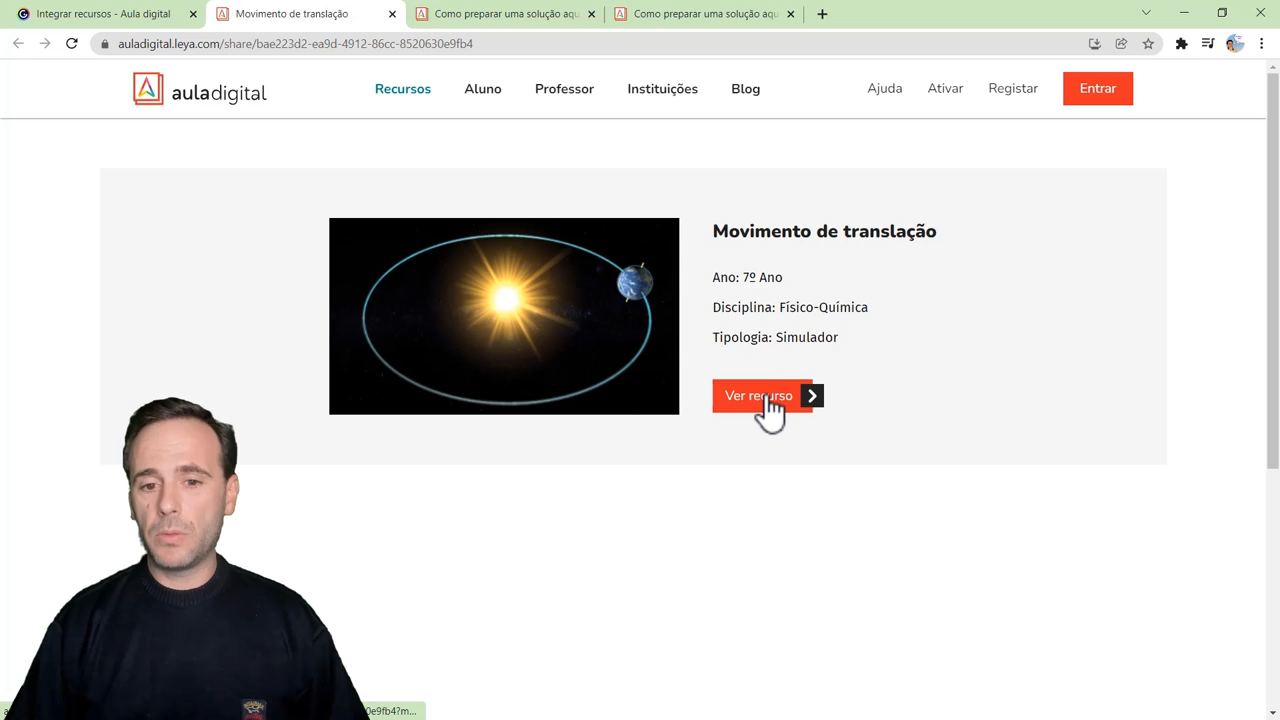 Integrar recursos - Aula digital
Movimento de translação
Como preparar uma solução aqu
Como preparar uma solução aqu
auladigital.leya.com/share/bae223d2-ea9d-4912-86cc-8520630e9fb4
auladigital
Recursos
Aluno
Professor
Instituições
Blog
Ajuda
Ativar
Registar
Entrar
Movimento de translação
Ano: 7º Ano
Disciplina: Físico-Química
Tipologia: Simulador
Ver recurso
0e9fb4?m...